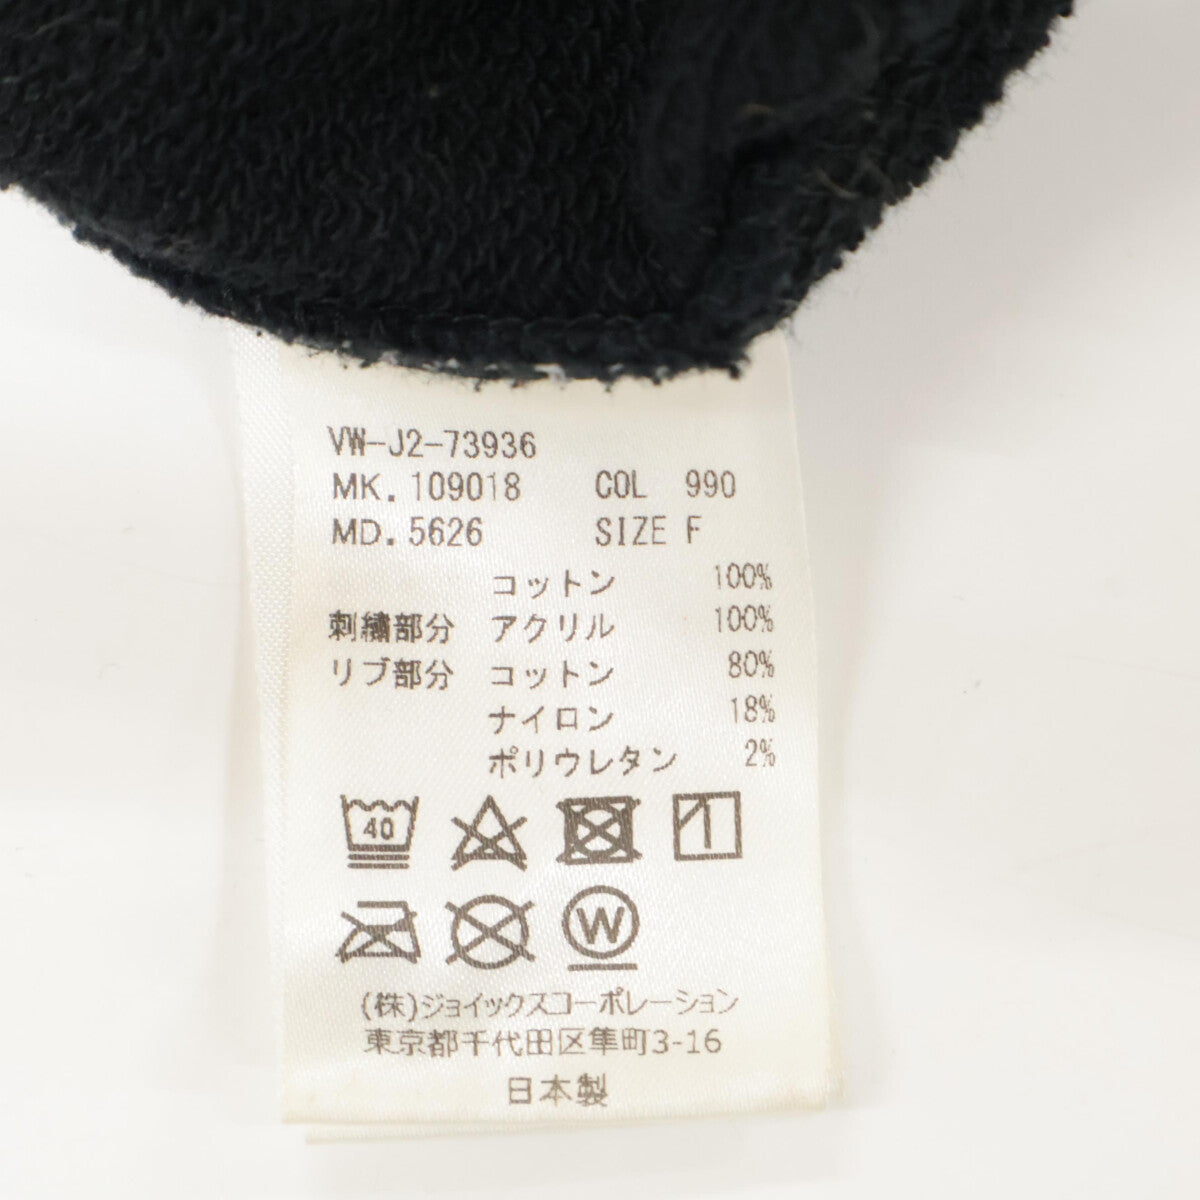 VW-J2-73936
MK. 109018 COL 990
MD. 5626 SIZE F
コットン 100%
刺繍部分 アクリル 100%
リブ部分 コットン 80%
ナイロン 18%
ポリウレタン 2%
40
W
(株)ジョイックスコーポレーション
東京都千代田区隼町3-16
日本製